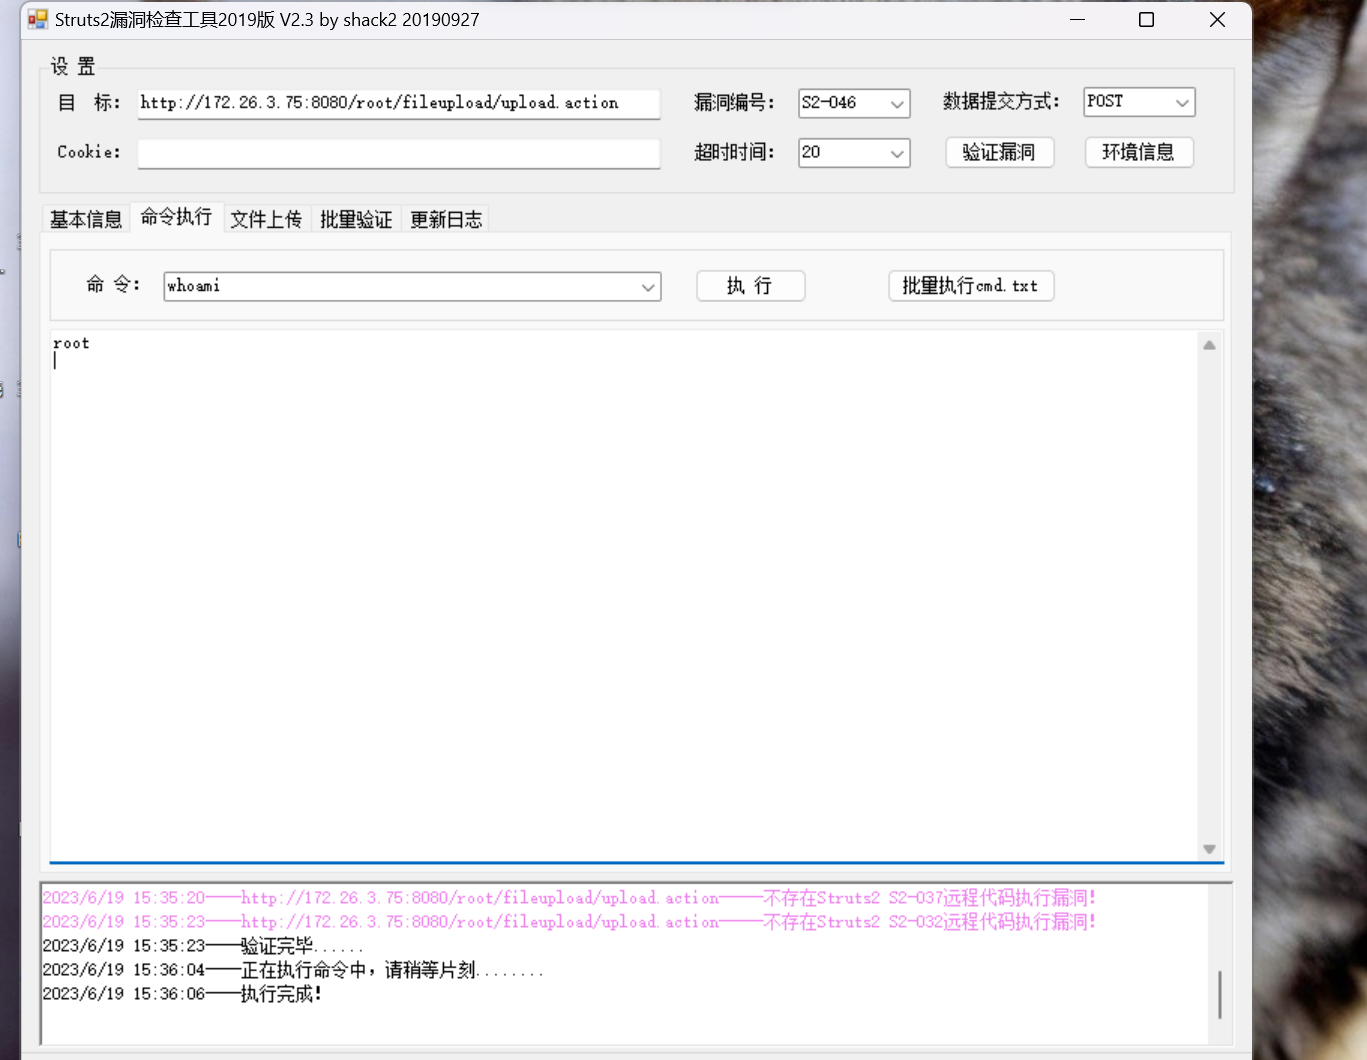 Struts2漏洞检查工具2019版 V2.3 by shack2 20190927
设 置
目 标: http://172.26.3.75:8080/root/fileupload/upload.action 漏洞编号: S2-046 数据提交方式: POST
Cookie: 超时时间: 20 验证漏洞 环境信息
基本信息 命令执行 文件上传 批量验证 更新日志
命 令: whoami 执 行 批量执行cmd.txt
root
2023/6/19 15:35:20——http://172.26.3.75:8080/root/fileupload/upload.action——不存在Struts2 S2-037远程代码执行漏洞!
2023/6/19 15:35:23——http://172.26.3.75:8080/root/fileupload/upload.action——不存在Struts2 S2-032远程代码执行漏洞!
2023/6/19 15:35:23——验证完毕......
2023/6/19 15:36:04——正在执行命令中，请稍等片刻........
2023/6/19 15:36:06——执行完成!